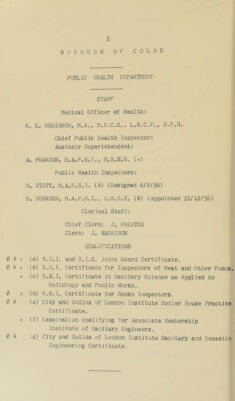 2
BOROUGH OF COLNE
PUBLIC HEALTH DEPARTMENT
STAFF
Medical Officer of Health:
R. E. ROBINSON, M.A., M.R.C.S., L.R.C.P., D.P.H.
Chief Public Health Inspector:
Abattoir Superintendent:
A. PEARSON, M.A.P.H.I., M.R.S.H. (+)
Public Health Inspectors:
M. STOTT, M.A.P.H.I. (‡) (Resigned 6/8/56)
M.A.P.H.I., M.R.S.H. (Ø) (Appointed 21/12/56)
Clerical Staff:
Chief Clerk: J. PRESTON
Clerk: J. HARRISON
QUALIFICATIONS
Ø ‡ + (a) R.S.I. and S.I.E. Joint Board Certificate.
Ø ‡ + (b) R.S.I. Certificate for Inspectors of Meat and Other Foods.
+ (c) R.S.I. Certificate in Sanitary Science as Applied to
Buildings and Public Works.
Ø + (d) R.S.I. Certificate for Smoke Inspectors.
Ø + (e) City and Guilds of London Institute Boiler House Practice
Certificate.
+ (f) Examination qualifying for Associate Membership
Institute of Sanitary Engineers.
Ø + (g) City and Guilds of London Institute Sanitary and Domestic
Engineering Certificate.